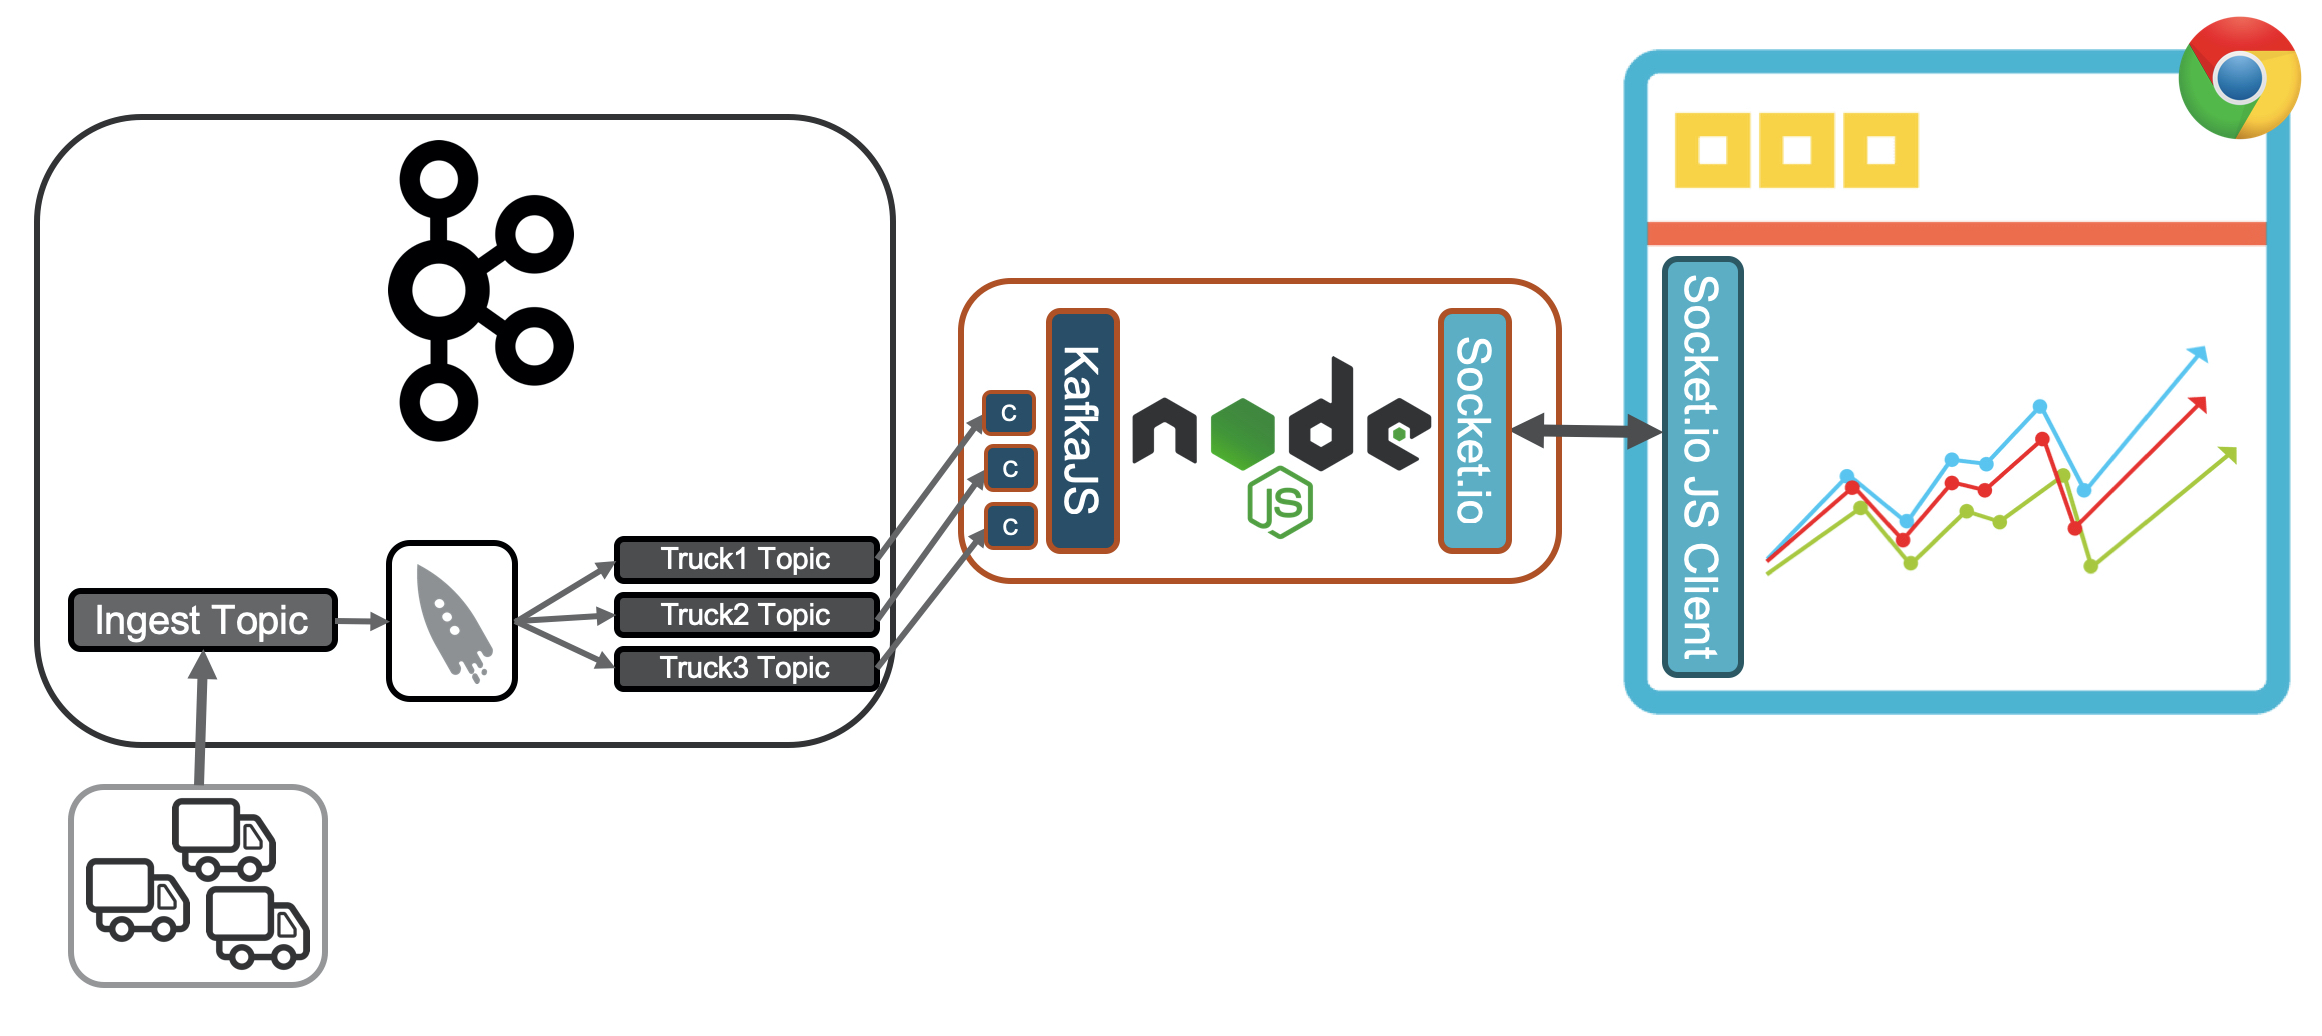 Ingest Topic
Truck1 Topic
Truck2 Topic
Truck3 Topic
C
C
C
KafkaJS
node
JS
Socket.io
Socket.io JS Client